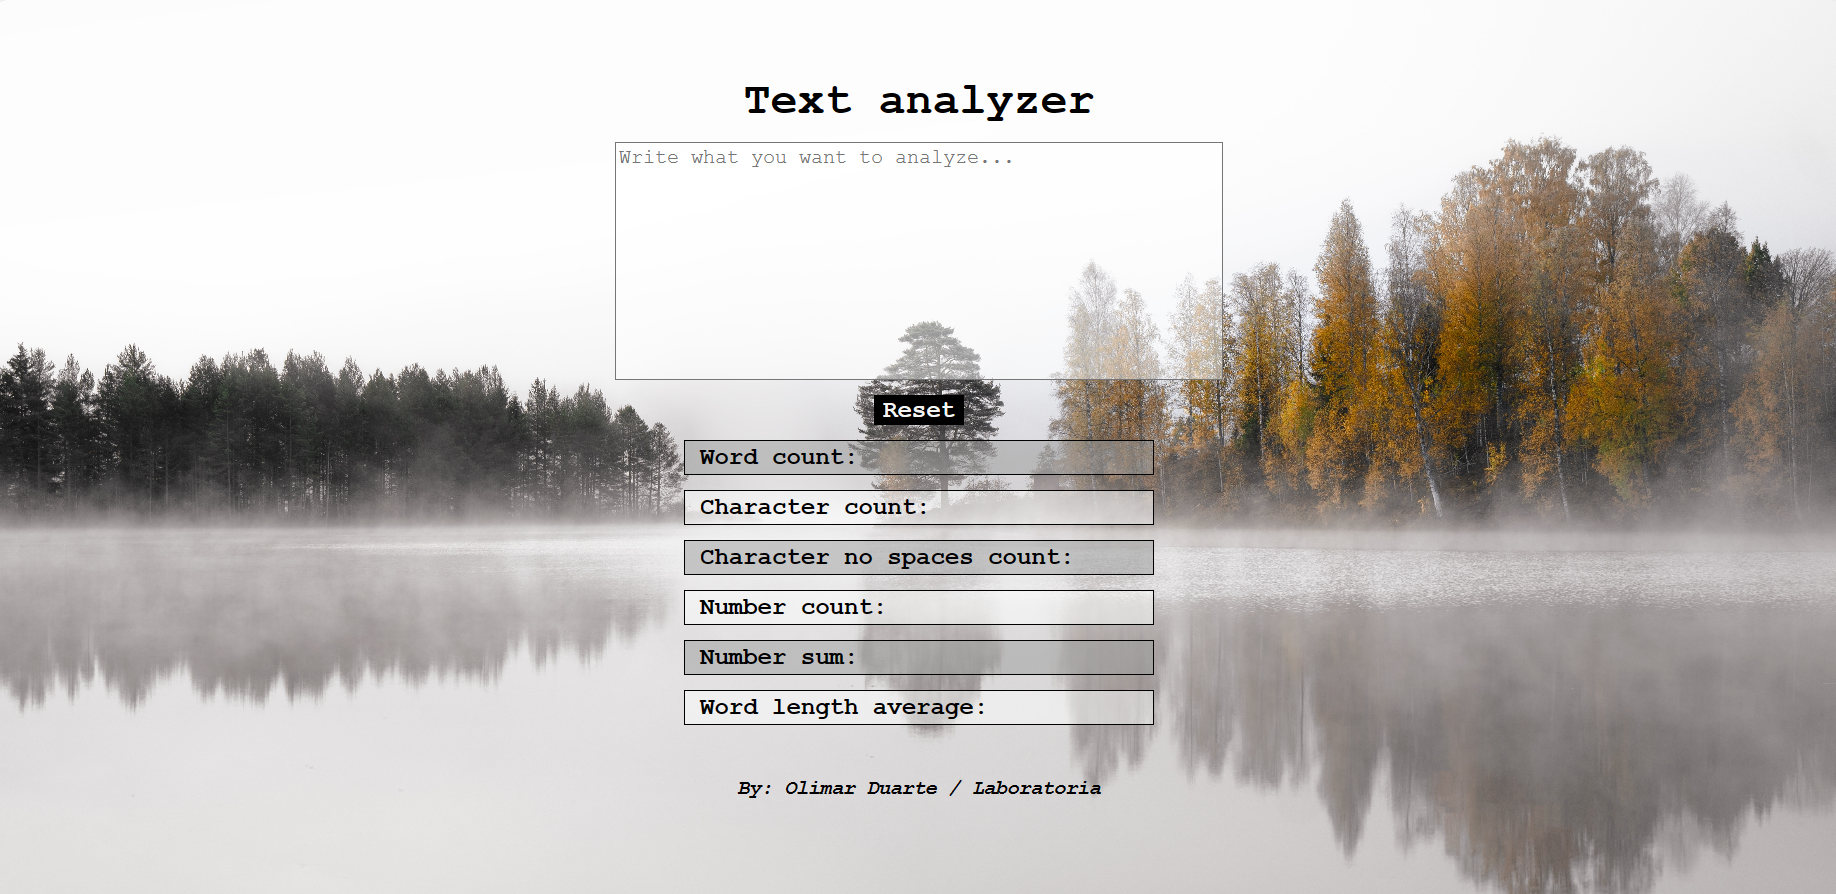 Text analyzer
Write what you want to analyze...
Reset
Word count:
Character count:
Character no spaces count:
Number count:
Number sum:
Word length average:
By: Olimar Duarte / Laboratoria